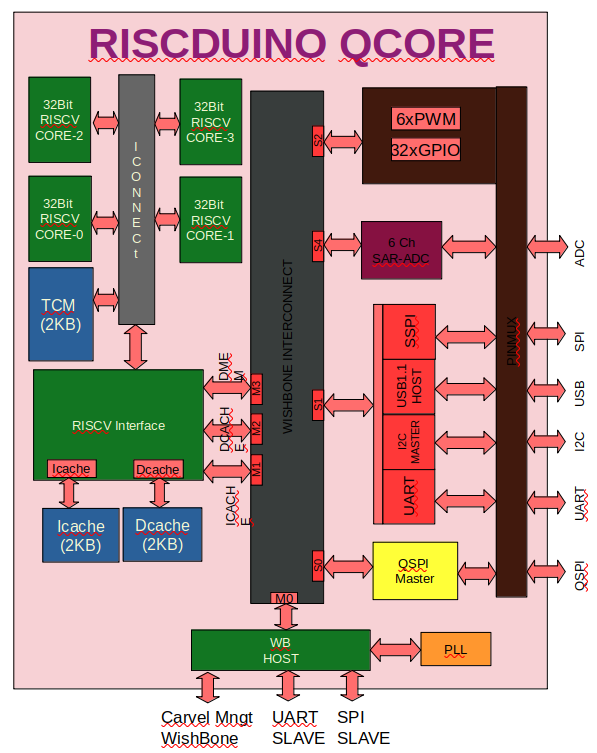 RISCDUINO QCORE
32Bit
RISCV
CORE-2
32Bit
RISCV
CORE-3
ICONNECt
32Bit
RISCV
CORE-0
32Bit
RISCV
CORE-1
TCM
(2KB)
RISCV Interface
Icache
Dcache
Icache
(2KB)
Dcache
(2KB)
DME
M
DCACH
E
ICACH
E
M3
M2
M1
M0
WISHBONE INTERCONNECT
S2
S4
S1
S0
6xPWM
32xGPIO
6 Ch
SAR-ADC
SSPI
USB1.1
HOST
I2C
MASTER
UART
QSPI
Master
PINMUX
ADC
SPI
USB
I2C
UART
QSPI
WB
HOST
PLL
Carvel Mngt
WishBone
UART
SLAVE
SPI
SLAVE